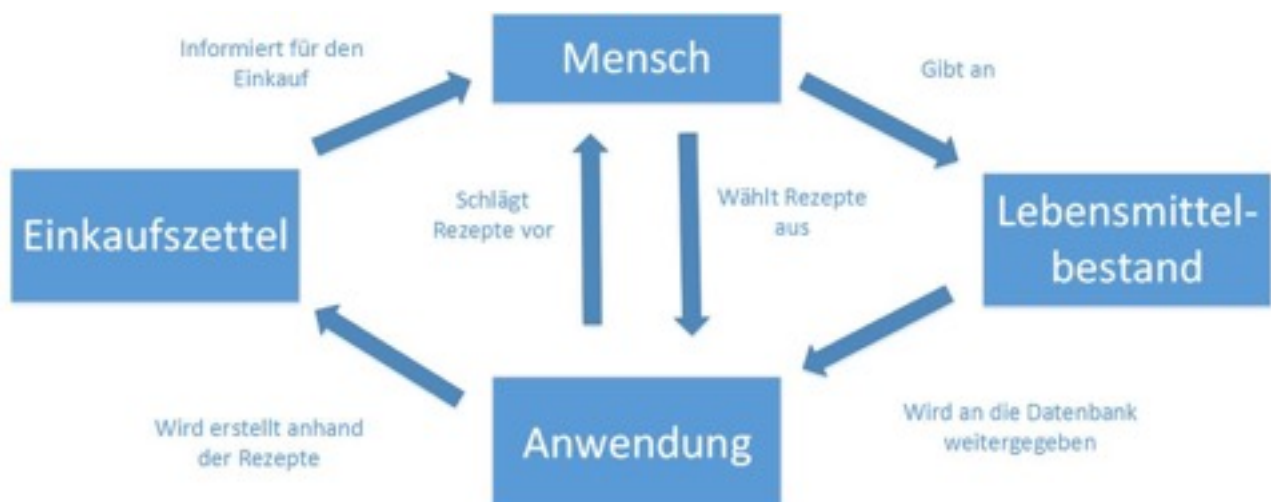 Informiert für den
Einkauf
Mensch
Gibt an
Einkaufszettel
Schlägt
Rezepte vor
Wählt Rezepte
aus
Lebensmittel-
bestand
Wird erstellt anhand
der Rezepte
Anwendung
Wird an die Datenbank
weitergegeben